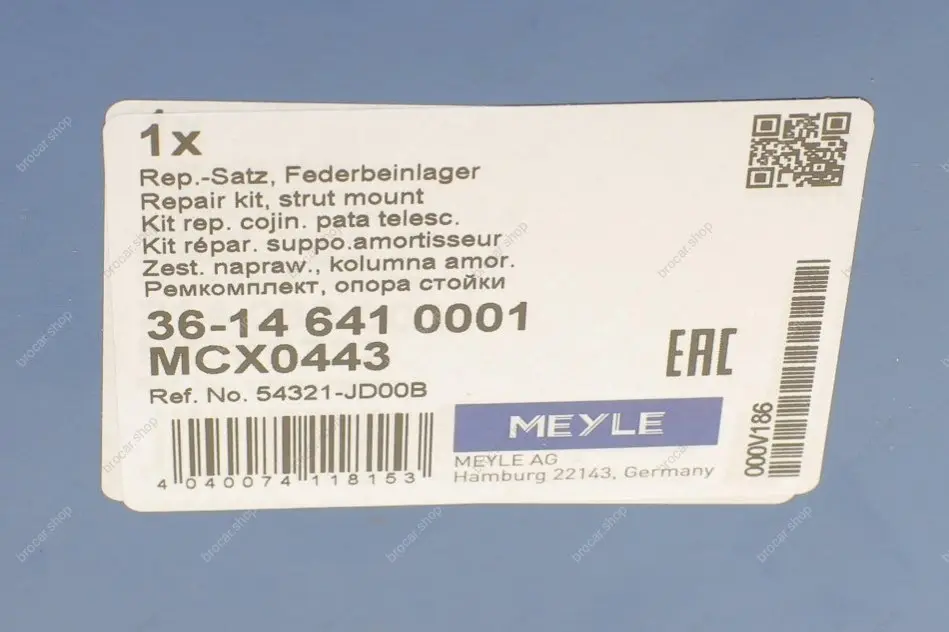 1x
Rep.-Satz, Federbeinlager
Repair kit, strut mount
Kit rep. cojin. pata telesc.
Kit répar. suppo.amortisseur
Zest. napraw., kolumna amor.
Ремкомплект, опора стойки
36-14 641 0001
MCX0443
Ref. No. 54321-JD00B
4 040074 118153
EAC
MEYLE
MEYLE AG
Hamburg 22143, Germany
000V186
brocar.shop